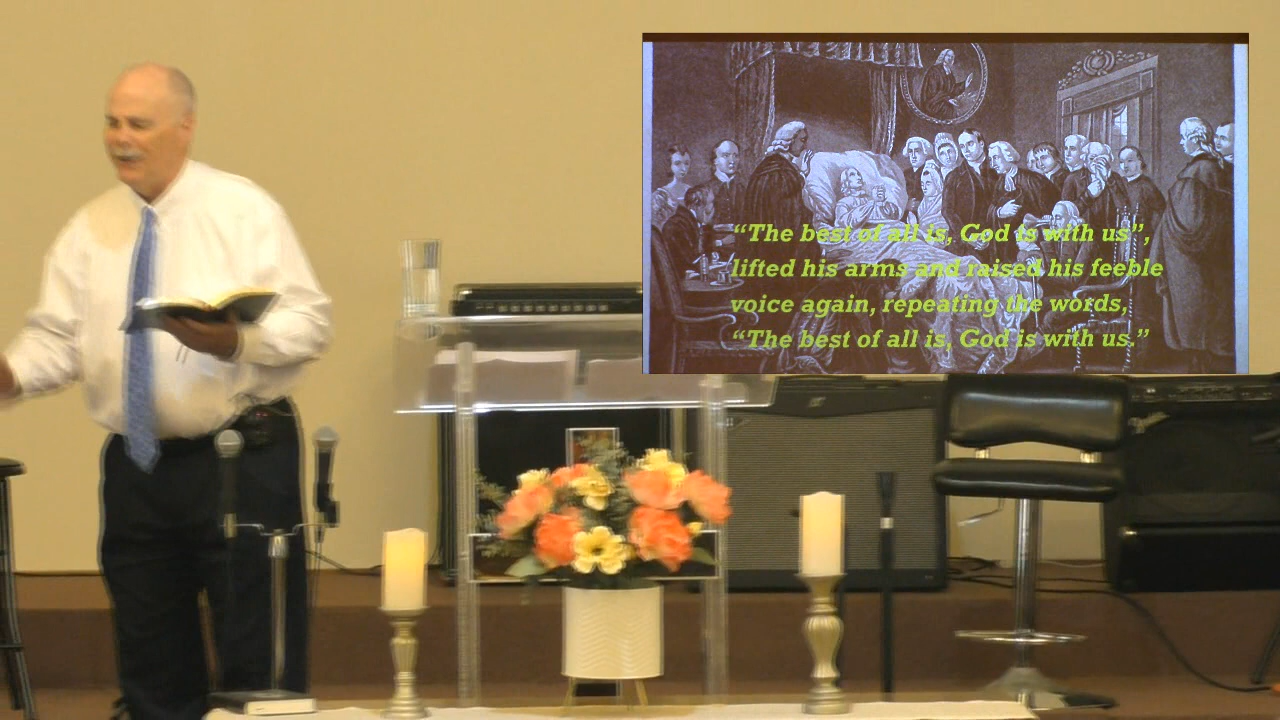 “The best of all is, God is with us”,
lifted his arms and raised his feeble
voice again, repeating the words,
“The best of all is, God is with us.”